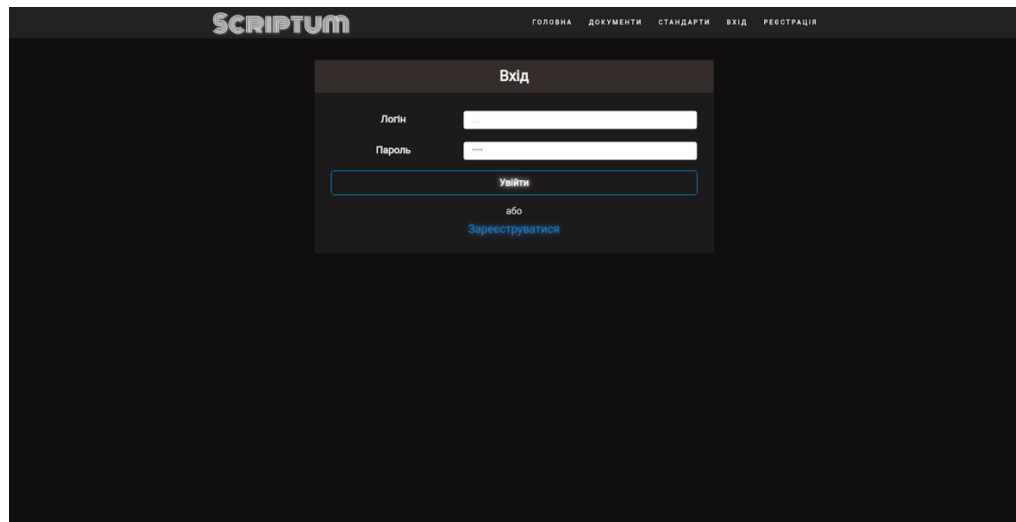 SCRIPTUM
ГОЛОВНА ДОКУМЕНТИ СТАНДАРТИ ВХІД РЕЄСТРАЦІЯ
Вхід
Логін
...
Пароль
****
Увійти
або
Зареєструватися